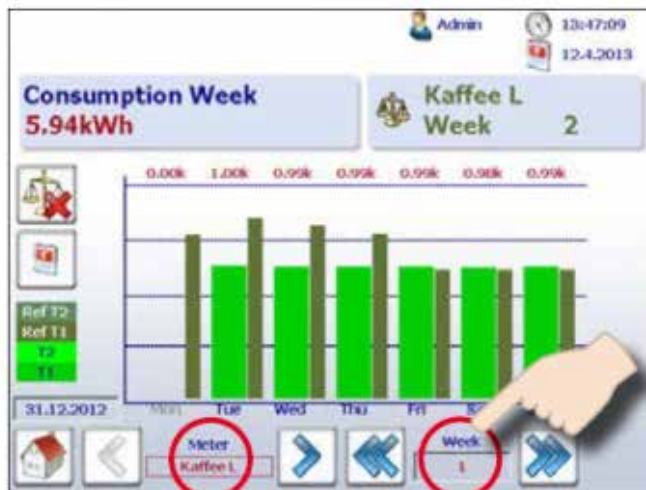 Admin
13:47:09
12.4.2013
Consumption Week
5.94kWh
Kaffee L
Week 2
0.00k 1.00k 0.99k 0.99k 0.99k 0.98k 0.99k
Ref T2
Ref T1
T2
T1
31.12.2012
Mon Tue Wed Thu Fri
Meter
Kaffee L
Week
1